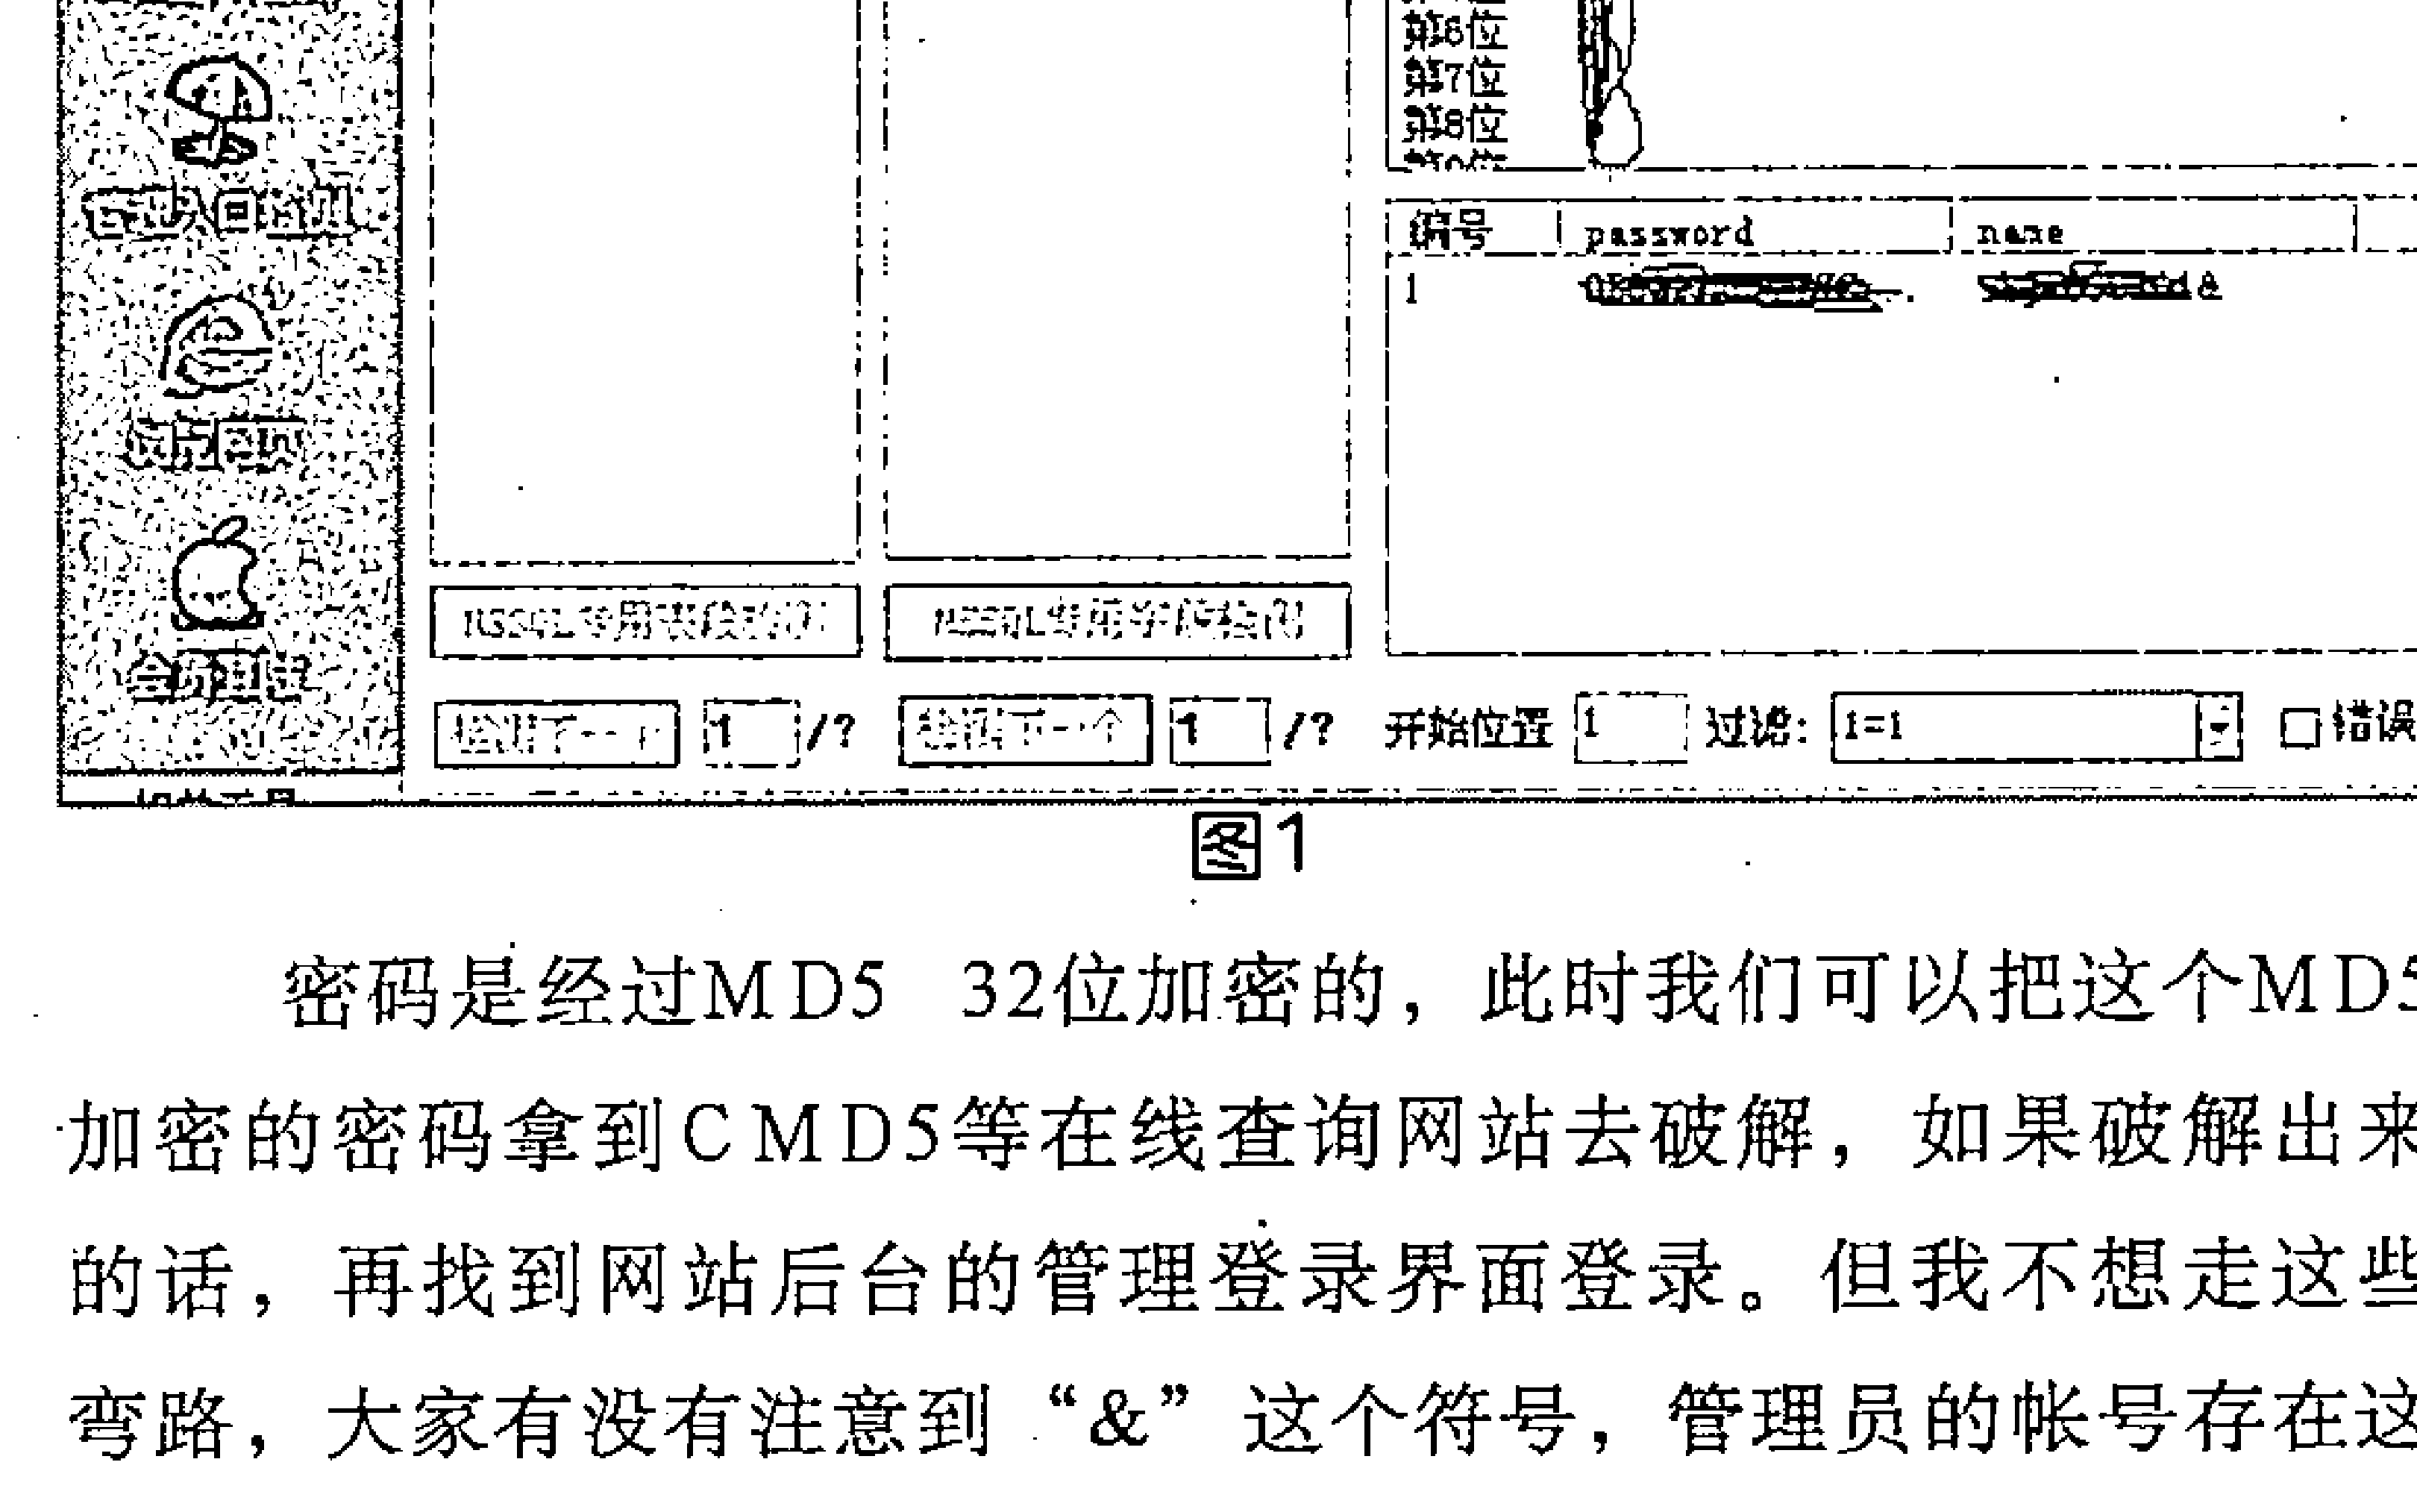 第6位
第7位
第8位
编号 password name
1
开始位置 1 过滤: 1=1 错误
1 /? 1 /?
图1
密码是经过MD5 32位加密的，此时我们可以把这个MD5
加密的密码拿到CMD5等在线查询网站去破解，如果破解出来
的话，再找到网站后台的管理登录界面登录。但我不想走这些
弯路，大家有没有注意到“&”这个符号，管理员的帐号存在这